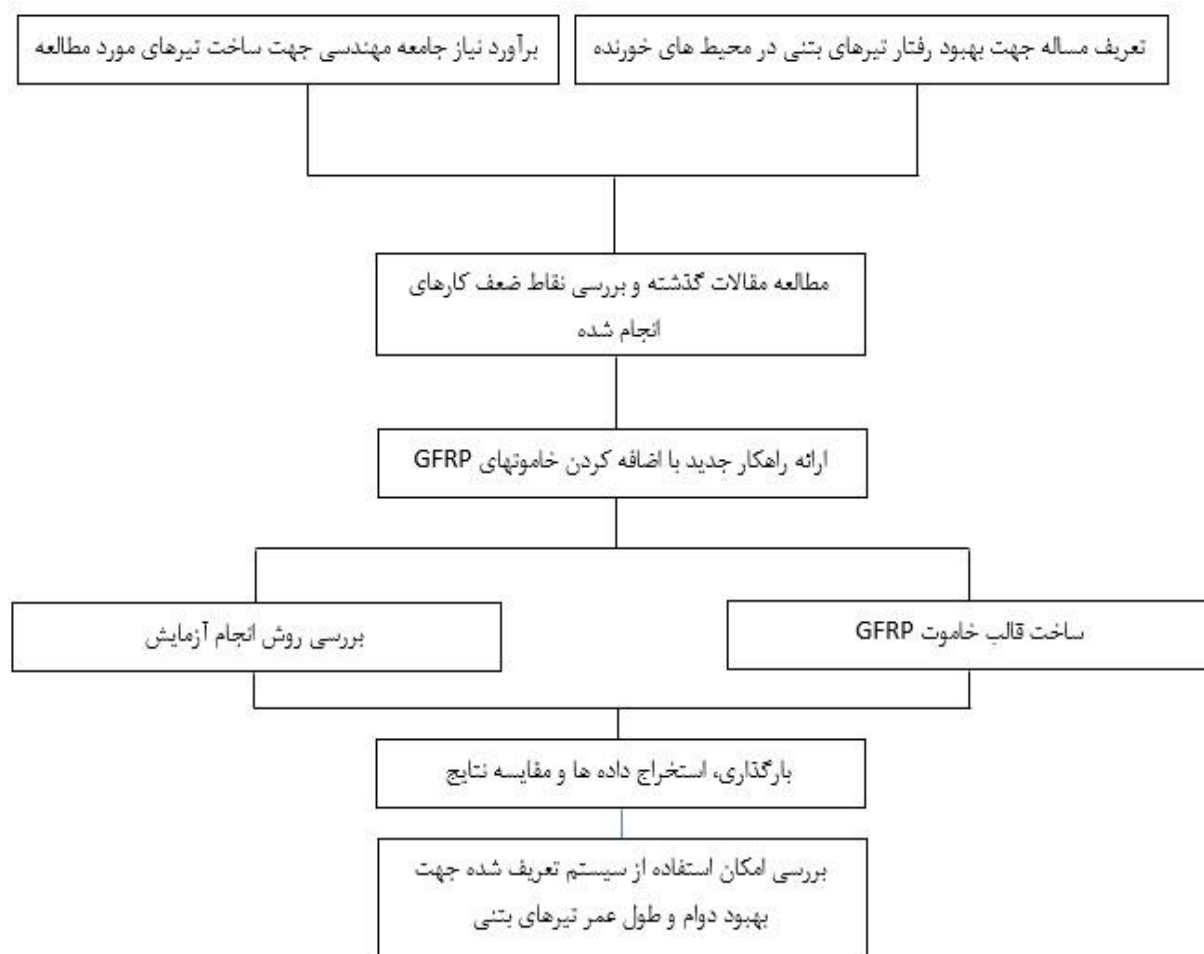 تعریف مساله جهت بهبود رفتار تیرهای بتنی در محیط های خورنده
برآورد نیاز جامعه مهندسی جهت ساخت تیرهای مورد مطالعه
مطالعه مقالات گذشته و بررسی نقاط ضعف کارهای
انجام شده
ارائه راهکار جدید با اضافه کردن خاموتهای GFRP
ساخت قالب خاموت GFRP
بررسی روش انجام آزمایش
بارگذاری، استخراج داده ها و مقایسه نتایج
بررسی امکان استفاده از سیستم تعریف شده جهت
بهبود دوام و طول عمر تیرهای بتنی